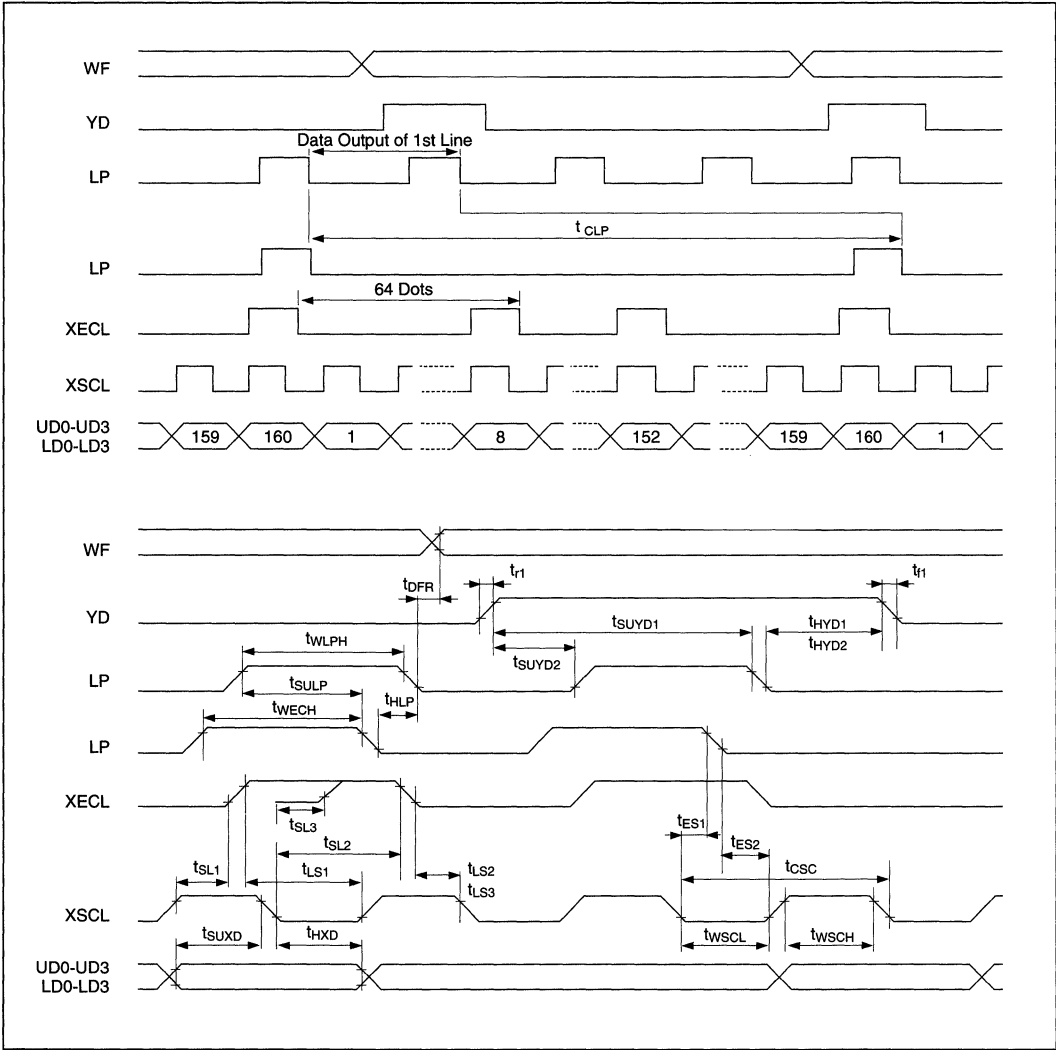 WF
YD
Data Output of 1st Line
LP
t CLP
LP
64 Dots
XECL
XSCL
UD0-UD3
LD0-LD3
159 160 1 8 152 159 160 1
WF
tDFR
tr1
tf1
YD
tWLPH
tSUYD1
tHYD1
tSUYD2
tHYD2
LP
tSULP
tHLP
tWECH
LP
XECL
tSL3
tES1
tSL2
tES2
tSL1
tLS1
tLS2
tCSC
tLS3
XSCL
tSUXD
tHXD
tWSCL
tWSCH
UD0-UD3
LD0-LD3